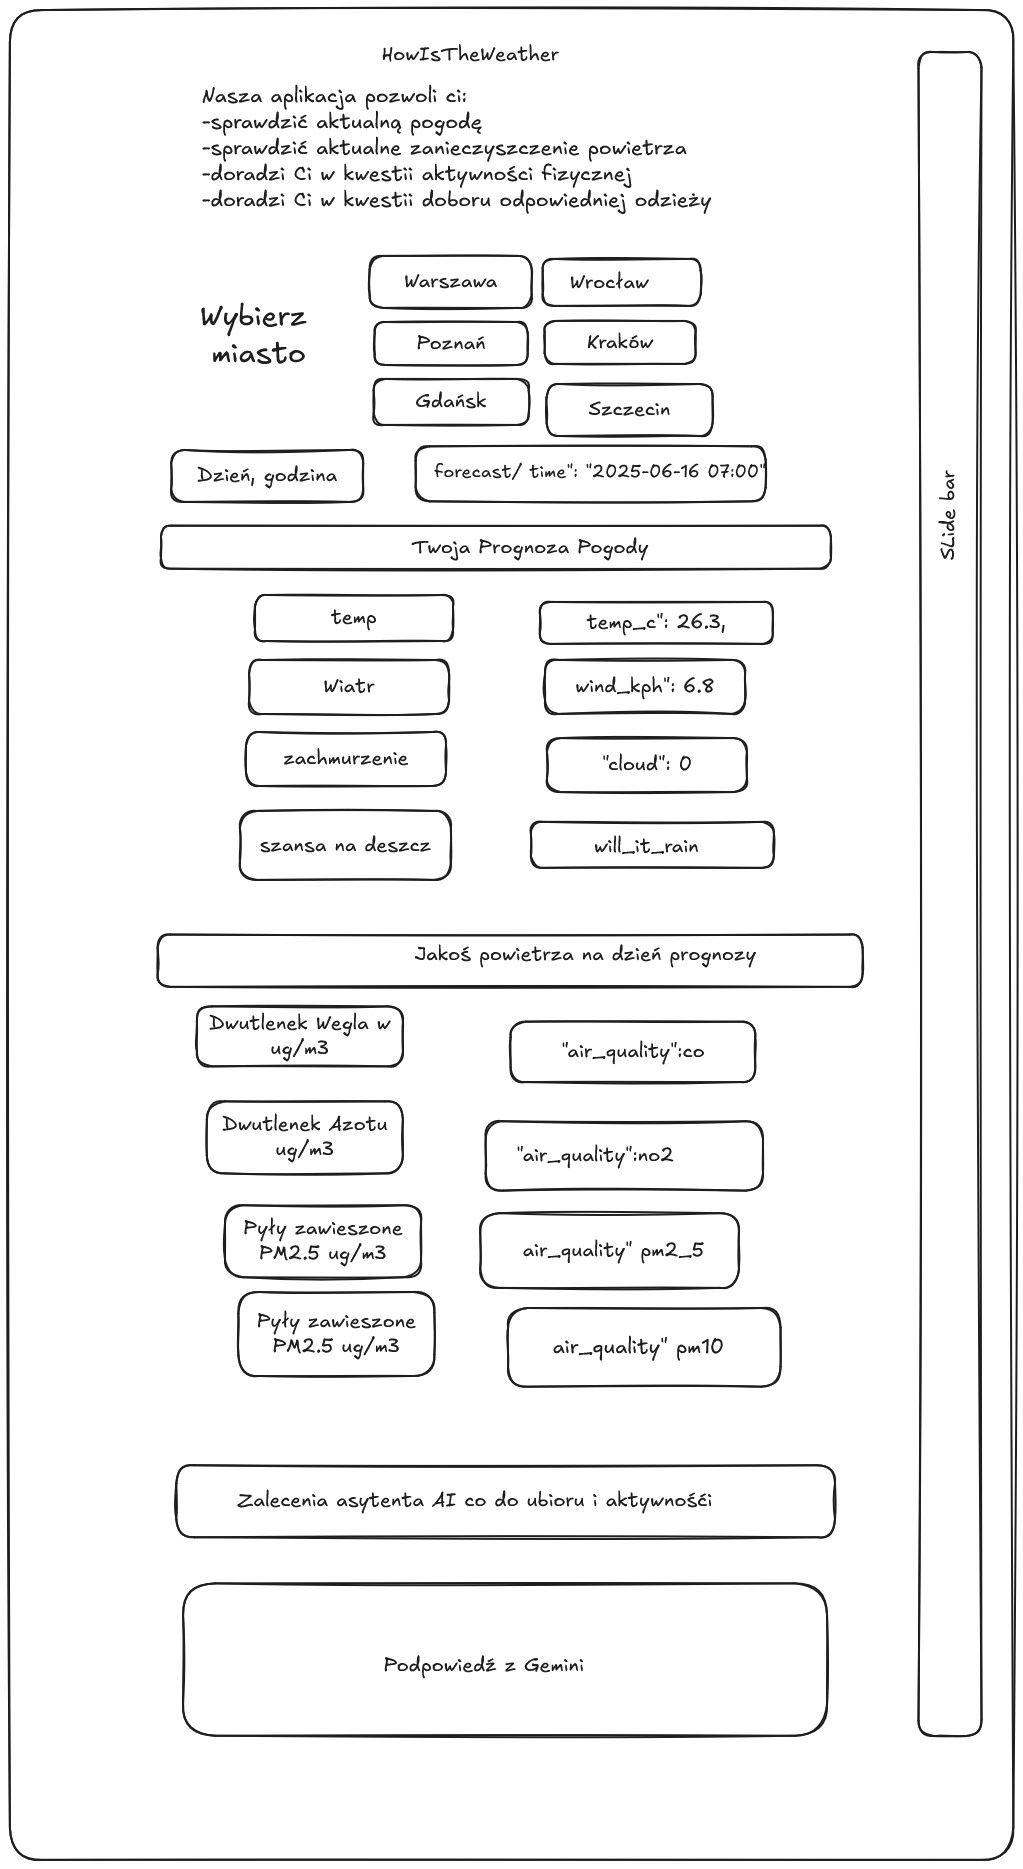 HowIsTheWeather
Nasza aplikacja pozwoli ci:
-sprawdzić aktualną pogodę
-sprawdzić aktualne zanieczyszczenie powietrza
-doradzi Ci w kwestii aktywności fizycznej
-doradzi Ci w kwestii doboru odpowiedniej odzieży
Wybierz
miasto
Warszawa
Wrocław
Poznań
Kraków
Gdańsk
Szczecin
Dzień, godzina
forecast/ time": "2025-06-16 07:00"
Twoja Prognoza Pogody
temp
temp_c": 26.3,
Wiatr
wind_kph": 6.8
zachmurzenie
"cloud": 0
szansa na deszcz
will_it_rain
Jakoś powietrza na dzień prognozy
Dwutlenek Wegla w
ug/m3
"air_quality":co
Dwutlenek Azotu
ug/m3
"air_quality":no2
Pyły zawieszone
PM2.5 ug/m3
air_quality" pm2_5
Pyły zawieszone
PM2.5 ug/m3
air_quality" pm10
Zalecenia asytenta AI co do ubioru i aktywnośći
Podpowiedź z Gemini
SLide bar